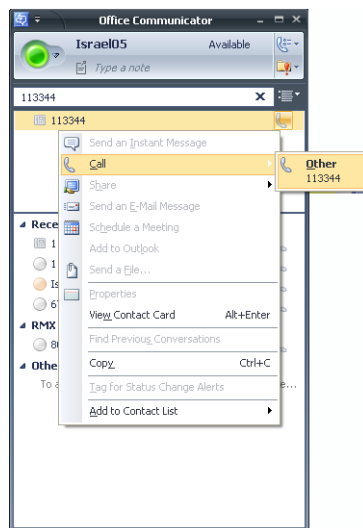 Office Communicator
Israel05 Available
Type a note
113344
113344
Send an Instant Message
Call
Other
113344
Share
Send an E-Mail Message
Schedule a Meeting
Add to Outlook
Send a File...
Properties
View Contact Card Alt+Enter
Find Previous Conversations
Copy Ctrl+C
Tag for Status Change Alerts
Add to Contact List
Rece
1
1
Is
6
RMX
80
Othe
To a
e...